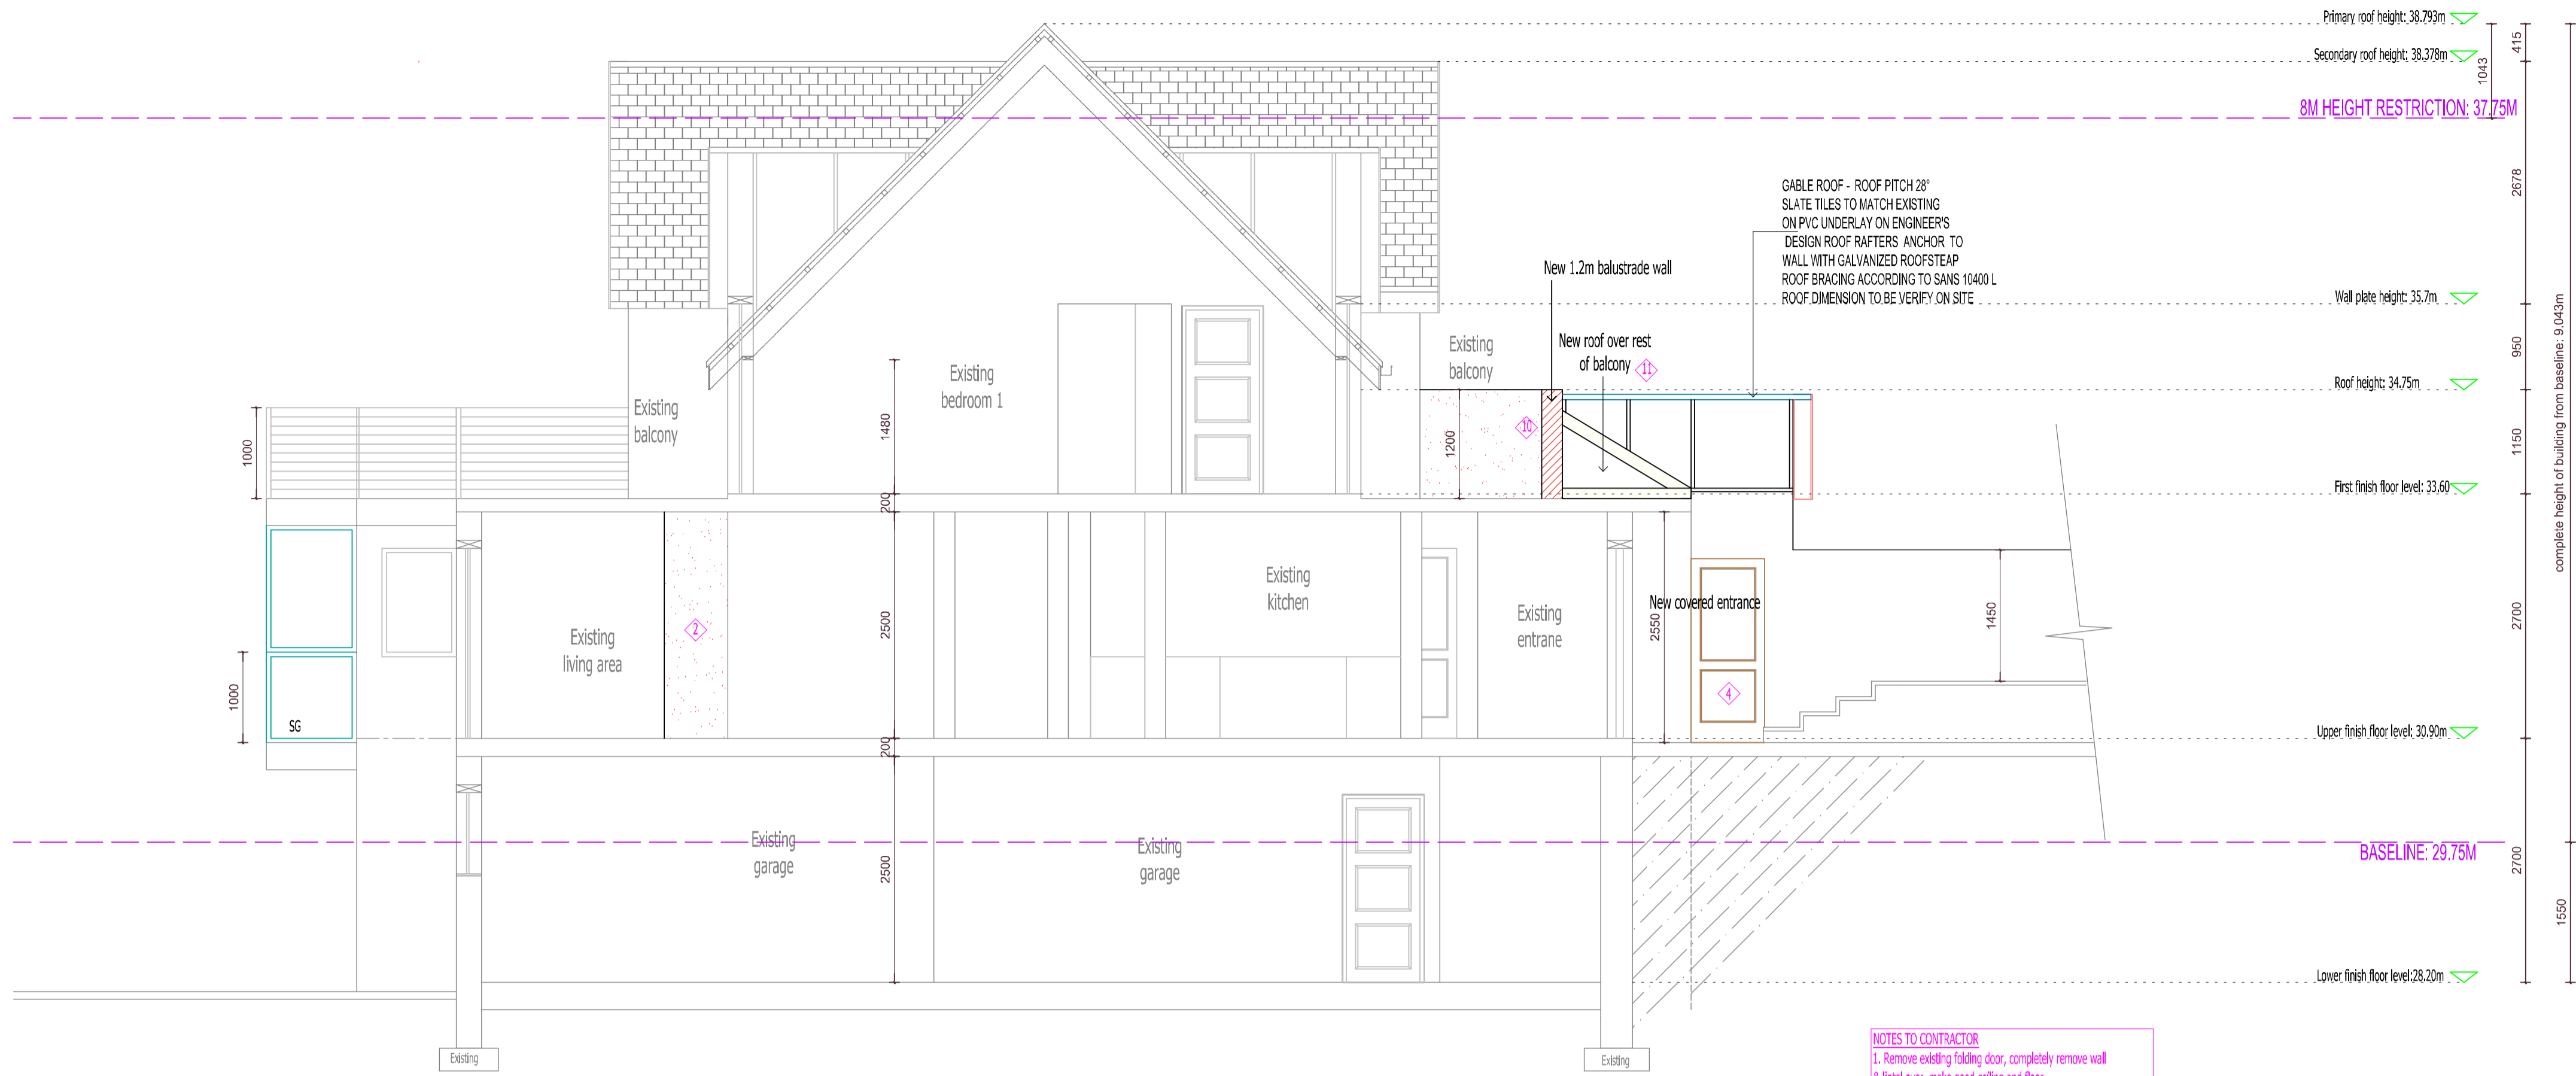 Primary roof height: 38.793m
415
Secondary roof height: 38.378m
1043
8M HEIGHT RESTRICTION: 37.75M
2678
GABLE ROOF - ROOF PITCH 28°
SLATE TILES TO MATCH EXISTING
ON PVC UNDERLAY ON ENGINEER'S
DESIGN ROOF RAFTERS ANCHOR TO
WALL WITH GALVANIZED ROOFSTEAP
ROOF BRACING ACCORDING TO SANS 10400 L
ROOF DIMENSION TO BE VERIFY ON SITE
New 1.2m balustrade wall
Wall plate height: 35.7m
complete height of building from baseline: 9.043m
950
New roof over rest
of balcony
11
Existing
balcony
Existing
bedroom 1
Existing
balcony
Roof height: 34.75m
1480
10
1200
1150
1000
First finish floor level: 33.60
200
Existing
kitchen
New covered entrance
Existing
entrane
2550
1450
2700
2500
2
Existing
living area
4
1000
SG
Upper finish floor level: 30.90m
200
Existing
garage
Existing
garage
BASELINE: 29.75M
2500
2700
1550
Lower finish floor level:28.20m
Existing
Existing
NOTES TO CONTRACTOR
1. Remove existing folding door, completely remove wall